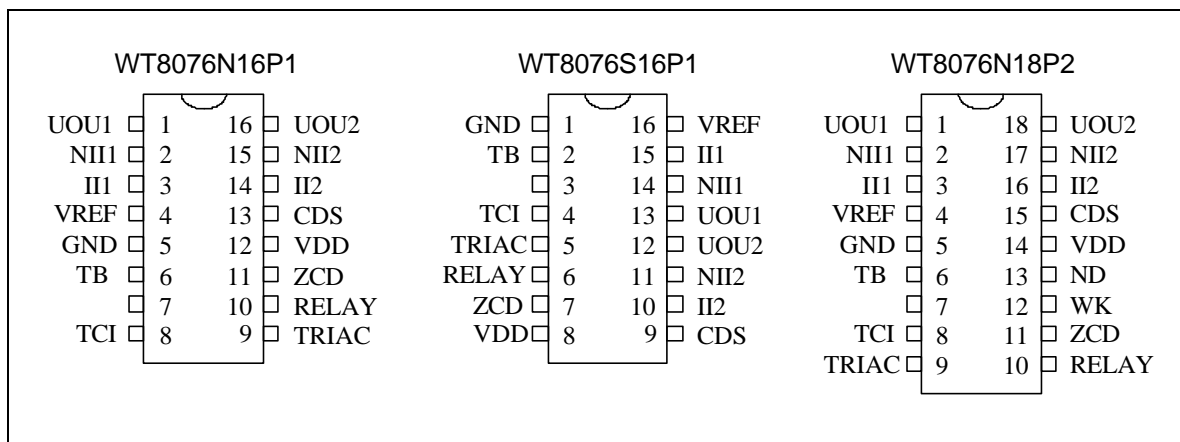 WT8076N16P1 WT8076S16P1 WT8076N18P2
UOU1 1 16 UOU2 GND 1 16 VREF UOU1 1 18 UOU2
NII1 2 15 NII2 TB 2 15 II1 NII1 2 17 NII2
II1 3 14 II2 3 14 NII1 II1 3 16 II2
VREF 4 13 CDS TCI 4 13 UOU1 VREF 4 15 CDS
GND 5 12 VDD TRIAC 5 12 UOU2 GND 5 14 VDD
TB 6 11 ZCD RELAY 6 11 NII2 TB 6 13 ND
7 10 RELAY ZCD 7 10 II2 7 12 WK
TCI 8 9 TRIAC VDD 8 9 CDS TCI 8 11 ZCD
TRIAC 9 10 RELAY